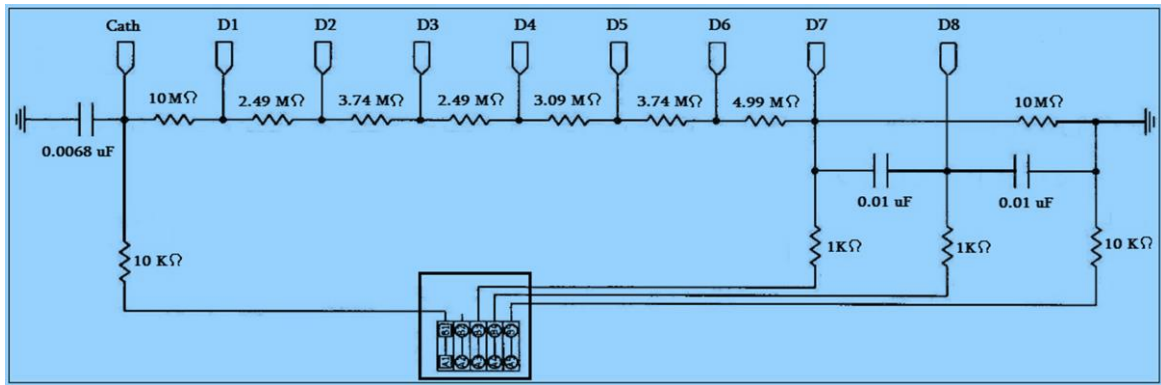 Cath D1 D2 D3 D4 D5 D6 D7 D8
10MΩ 2.49 MΩ 3.74 MΩ 2.49 MΩ 3.09 MΩ 3.74 MΩ 4.99 MΩ 10MΩ
0.0068 uF
0.01 uF 0.01 uF
10 KΩ 1KΩ 1KΩ 10 KΩ